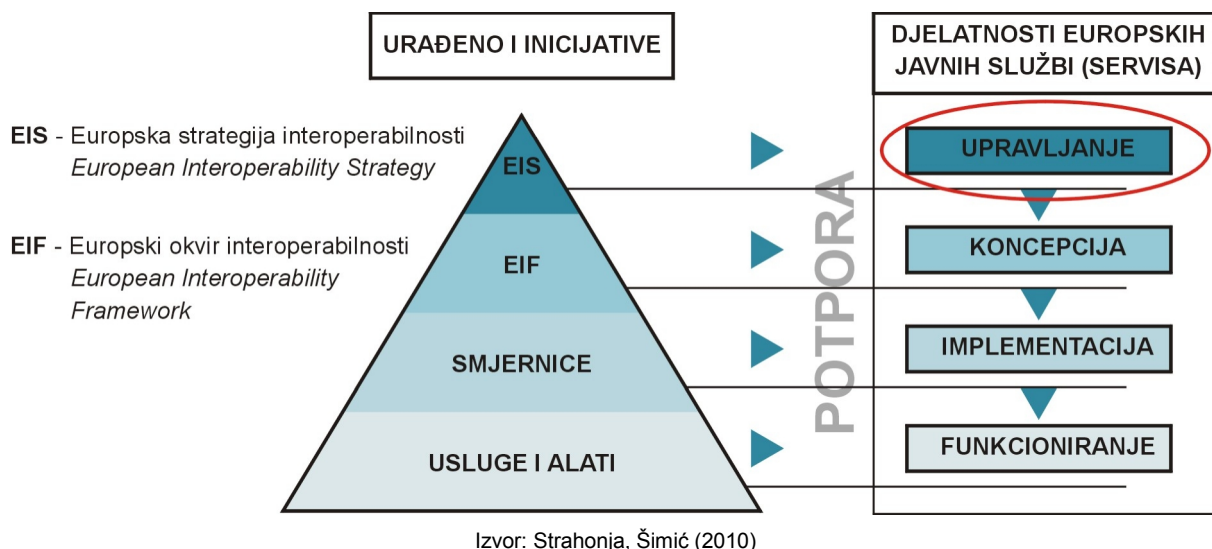 URAĐENO I INICIJATIVE
DJELATNOSTI EUROPSKIH
JAVNIH SLUŽBI (SERVISA)
EIS - Europska strategija interoperabilnosti
European Interoperability Strategy
EIF - Europski okvir interoperabilnosti
European Interoperability
Framework
EIS
EIF
SMJERNICE
USLUGE I ALATI
POTPORA
UPRAVLJANJE
KONCEPCIJA
IMPLEMENTACIJA
FUNKCIONIRANJE
Izvor: Strahonja, Šimić (2010)